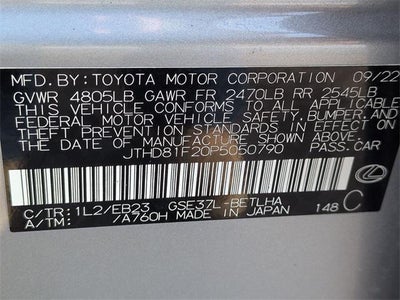 MFD. BY: TOYOTA MOTOR CORPORATION 09/22
GVWR 4805LB GAWR FR 2470LB RR 2545LB
THIS VEHICLE CONFORMS TO ALL APPLICABLE
FEDERAL MOTOR VEHICLE SAFETY, BUMPER, AND
THEFT PREVENTION STANDARDS IN EFFECT ON
THE DATE OF MANUFACTURE SHOWN ABOVE.
JTHD81F20P5050790 PASS.CAR
C/TR: 1L2/EB23 GSE37L-BETLHA
A/TM: /A760H MADE IN JAPAN 148 C